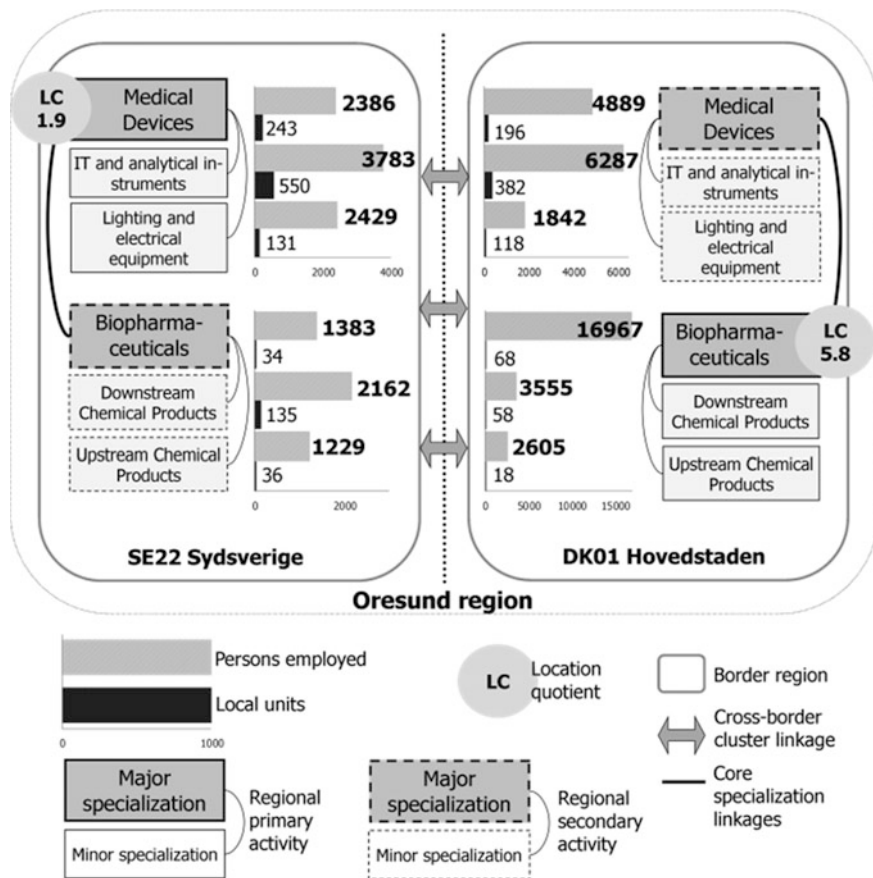 LC
1.9
Medical
Devices
IT and analytical in-
struments
Lighting and
electrical
equipment
2386
243
3783
550
2429
131
0
2000
4000
4889
196
6287
382
1842
118
0
2000
4000
6000
Medical
Devices
IT and analytical in-
struments
Lighting and
electrical
equipment
Biopharma-
ceuticals
Downstream
Chemical Products
Upstream Chemical
Products
1383
34
2162
135
1229
36
0
2000
16967
68
3555
58
2605
18
0
5000
10000
15000
Biopharma-
ceuticals
LC
5.8
Downstream
Chemical Products
Upstream Chemical
Products
SE22 Sydsverige
DK01 Hovedstaden
Oresund region
Persons employed
Local units
0
1000
LC
Location
quotient
Border region
Cross-border
cluster linkage
Core
specialization
linkages
Major
specialization
Minor specialization
Regional
primary
activity
Major
specialization
Minor specialization
Regional
secondary
activity